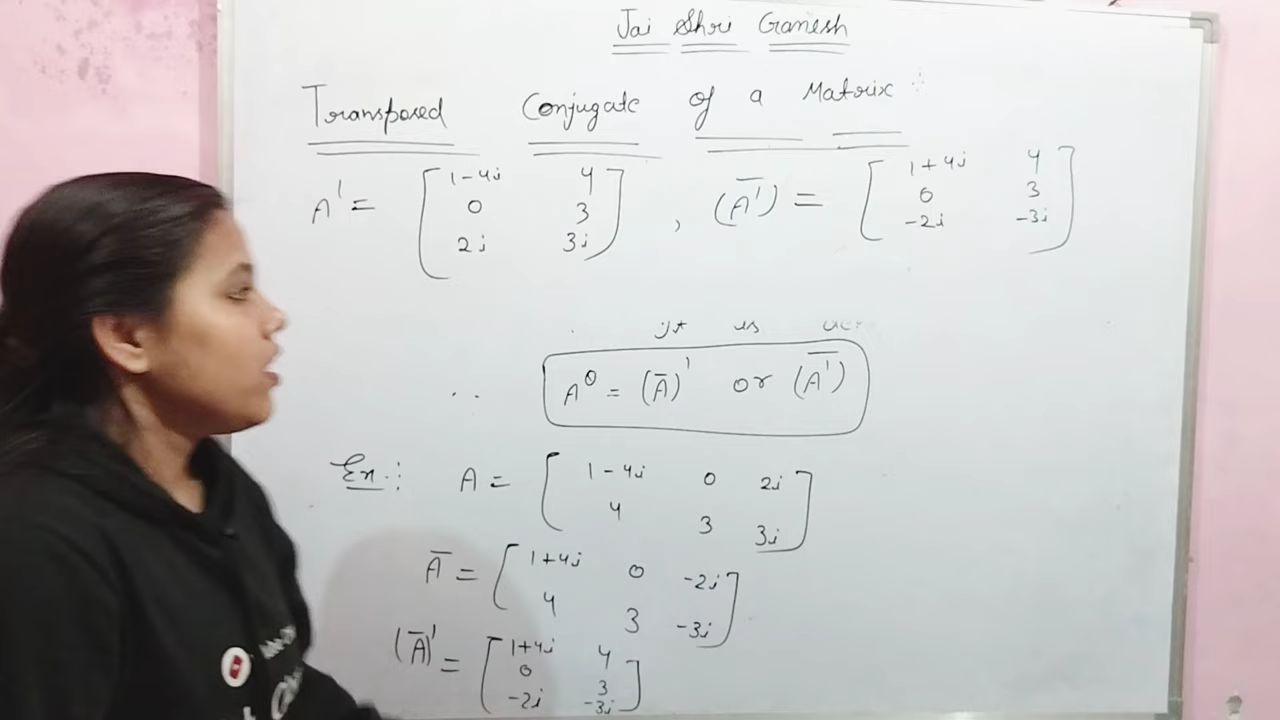 Jai Shri Ganesh
Transposed Conjugate of a Matrix :-
A' = [1-4i 4
0 3
2i 3i] , (A̅') = [1+4i 4
0 3
-2i -3i]
it is
A^θ = (A̅)' or (A̅')
Ex.:- A = [1-4i 0 2i
4 3 3i]
A̅ = [1+4i 0 -2i
4 3 -3i]
(A̅)' = [1+4i 4
0 3
-2i -3i]